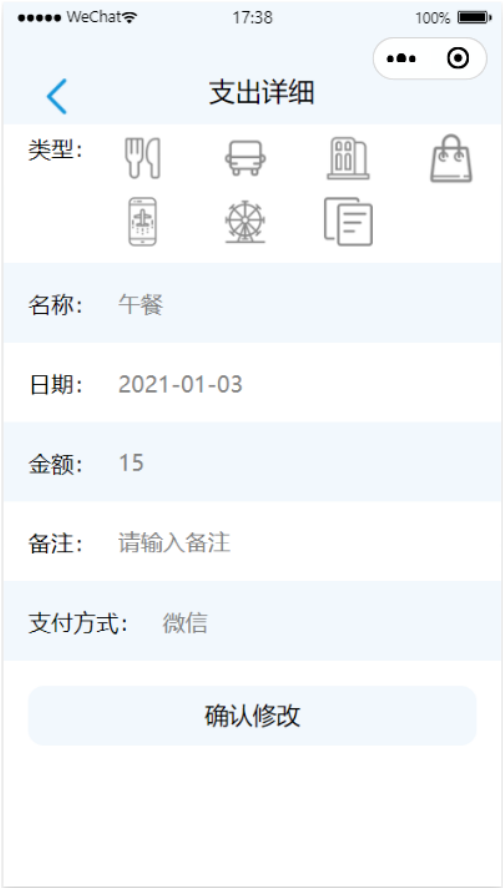 WeChat 17:38 100%
支出详细
类型：
名称： 午餐
日期： 2021-01-03
金额： 15
备注： 请输入备注
支付方式： 微信
确认修改